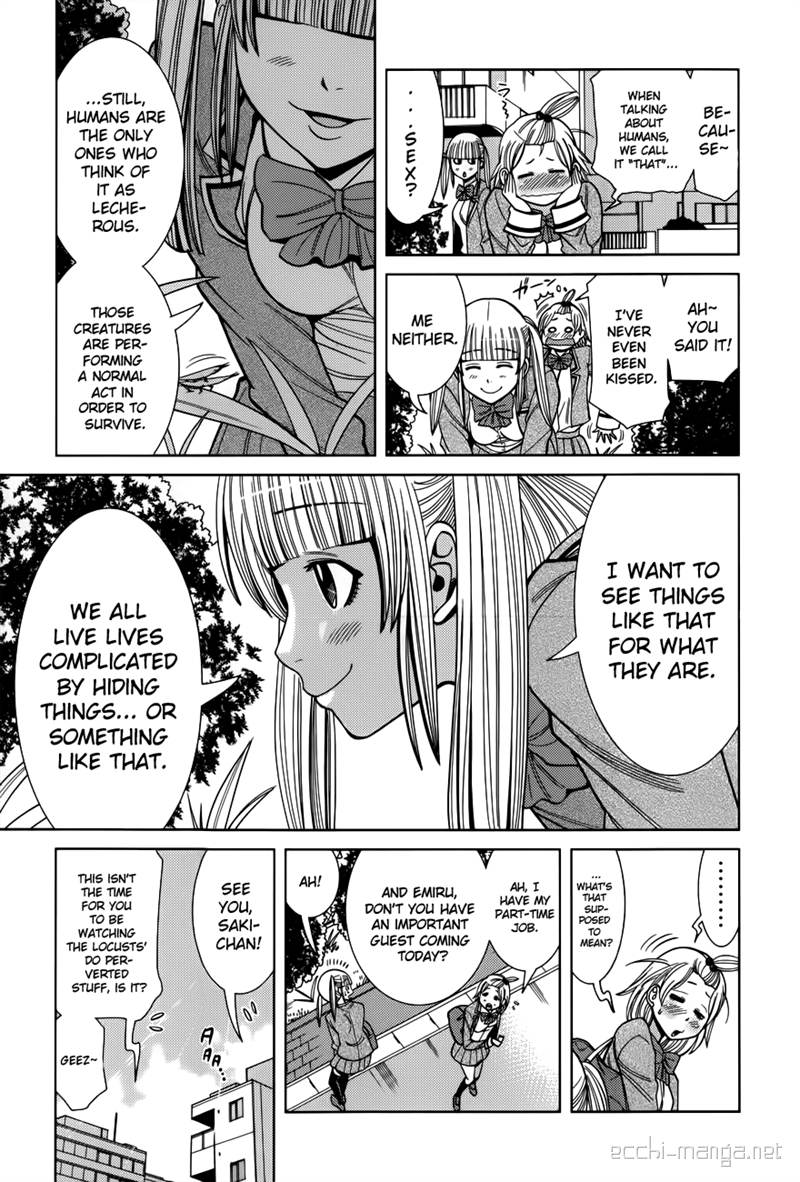 BE-
CAU-
SE~
WHEN
TALKING
ABOUT
HUMANS,
WE CALL
IT "THAT"...
...SEX?
AH~
YOU
SAID IT!
I'VE
NEVER
EVEN
BEEN
KISSED.
ガーン
ME
NEITHER.
...STILL,
HUMANS
ARE THE
ONLY
ONES WHO
THINK OF
IT AS
LECHE-
ROUS.
THOSE
CREATURES
ARE PER-
FORMING
A NORMAL
ACT IN
ORDER TO
SURVIVE.
I WANT TO
SEE THINGS
LIKE THAT
FOR WHAT
THEY ARE.
WE ALL
LIVE LIVES
COMPLICATED
BY HIDING
THINGS... OR
SOMETHING
LIKE THAT.
........
...
WHAT'S
THAT
SUP-
POSED
TO
MEAN?
AH, I
HAVE MY
PART-TIME
JOB.
AND EMIRU,
DON'T YOU
HAVE AN
IMPORTANT
GUEST COMING
TODAY?
AH!
SEE
YOU,
SAKI-
CHAN!
THIS ISN'T
THE TIME
FOR YOU
TO BE
WATCHING
THE LOCUSTS'
DO PER-
VERTED
STUFF, IS IT?
GEEZ~
ecchi-manga.net